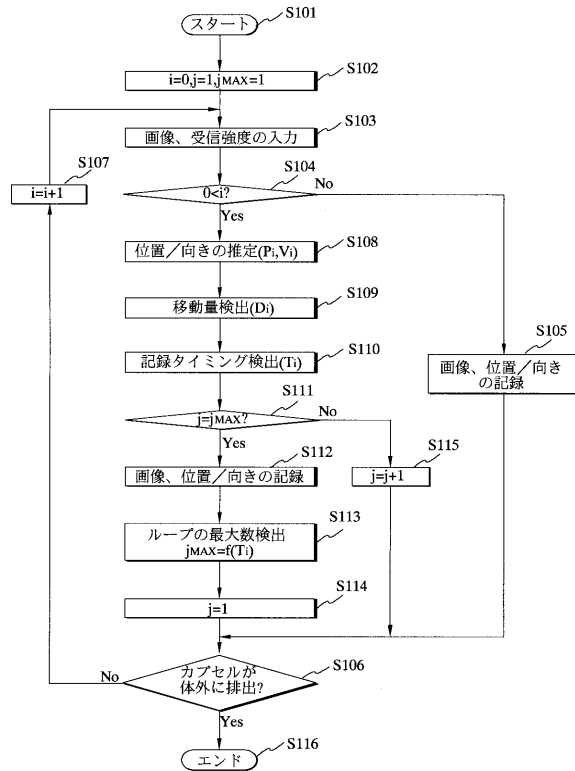 スタート
S101
i=0,j=1,jMAX=1
S102
画像、受信強度の入力
S103
i=i+1
S107
0<i?
S104
No
Yes
位置／向きの推定(Pi,Vi)
S108
移動量検出(Di)
S109
画像、位置／向き
の記録
S105
記録タイミング検出(Ti)
S110
j=jMAX?
S111
No
Yes
画像、位置／向きの記録
S112
j=j+1
S115
ループの最大数検出
jMAX=f(Ti)
S113
j=1
S114
カプセルが
体外に排出?
S106
No
Yes
エンド
S116